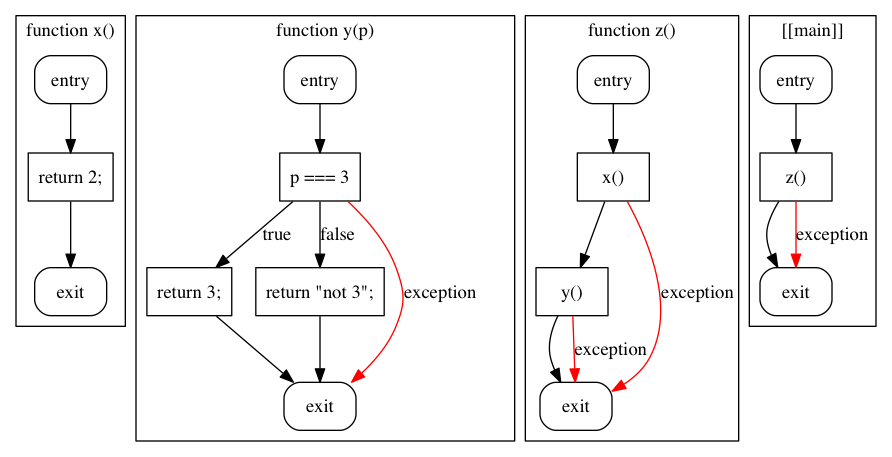 function x()
entry
return 2;
exit
function y(p)
entry
p === 3
true
false
return 3;
return "not 3";
exception
exit
function z()
entry
x()
y()
exception
exception
exit
[[main]]
entry
z()
exception
exit